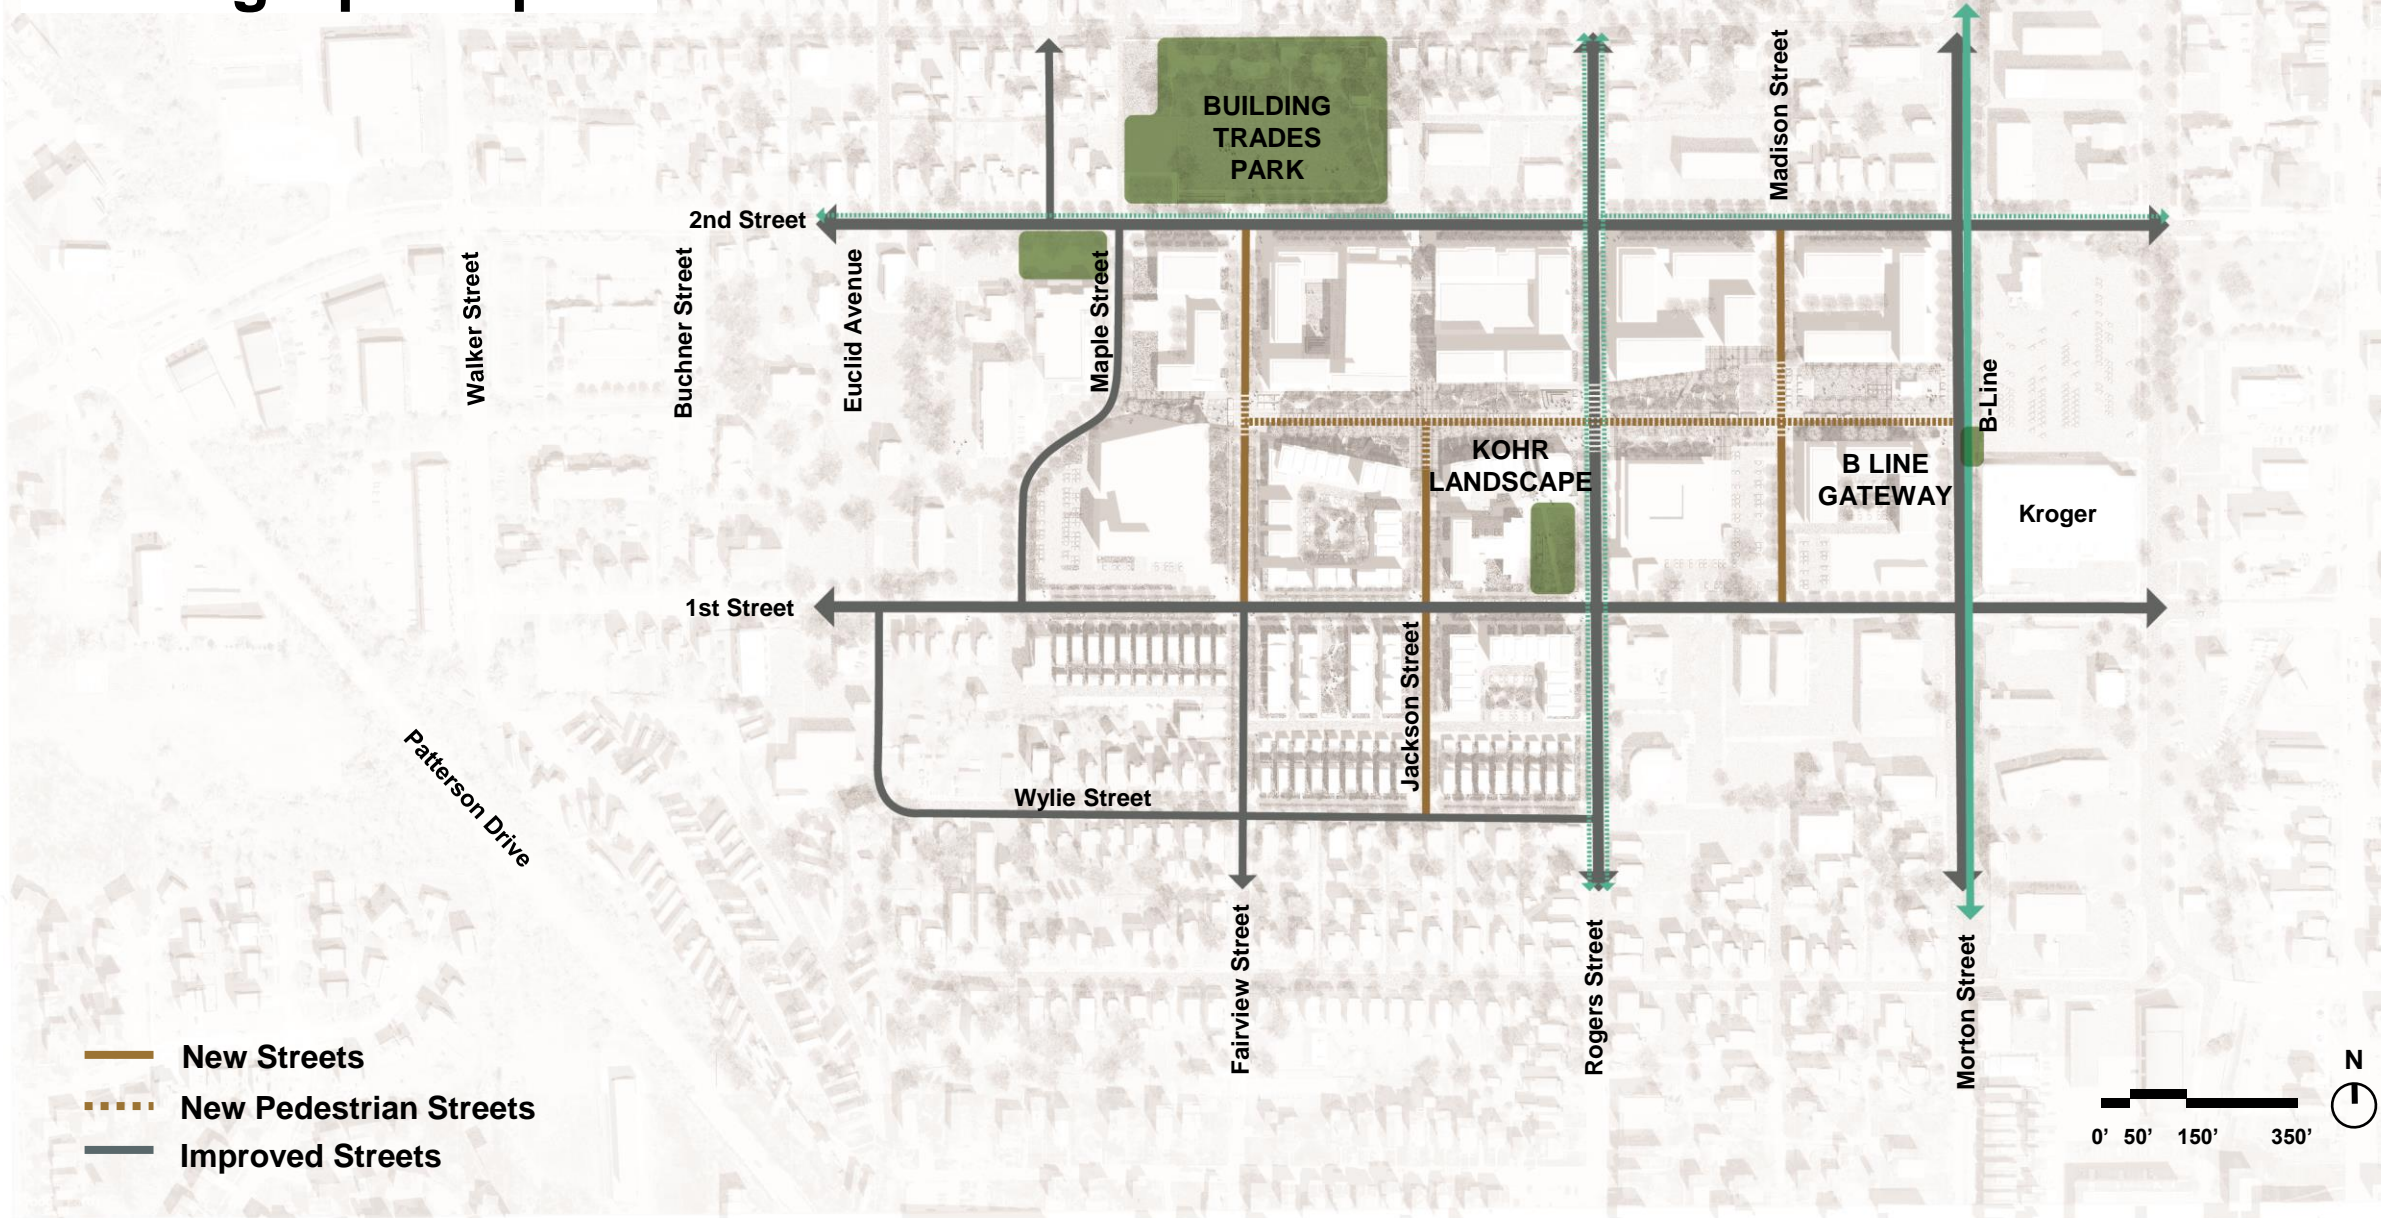 BUILDING
TRADES
PARK
Madison Street
2nd Street
Walker Street
Buchner Street
Euclid Avenue
Maple Street
B-Line
KOHR
LANDSCAPE
B LINE
GATEWAY
Kroger
1st Street
Jackson Street
Patterson Drive
Wylie Street
Fairview Street
Rogers Street
Morton Street
New Streets
New Pedestrian Streets
Improved Streets
N
0' 50' 150' 350'